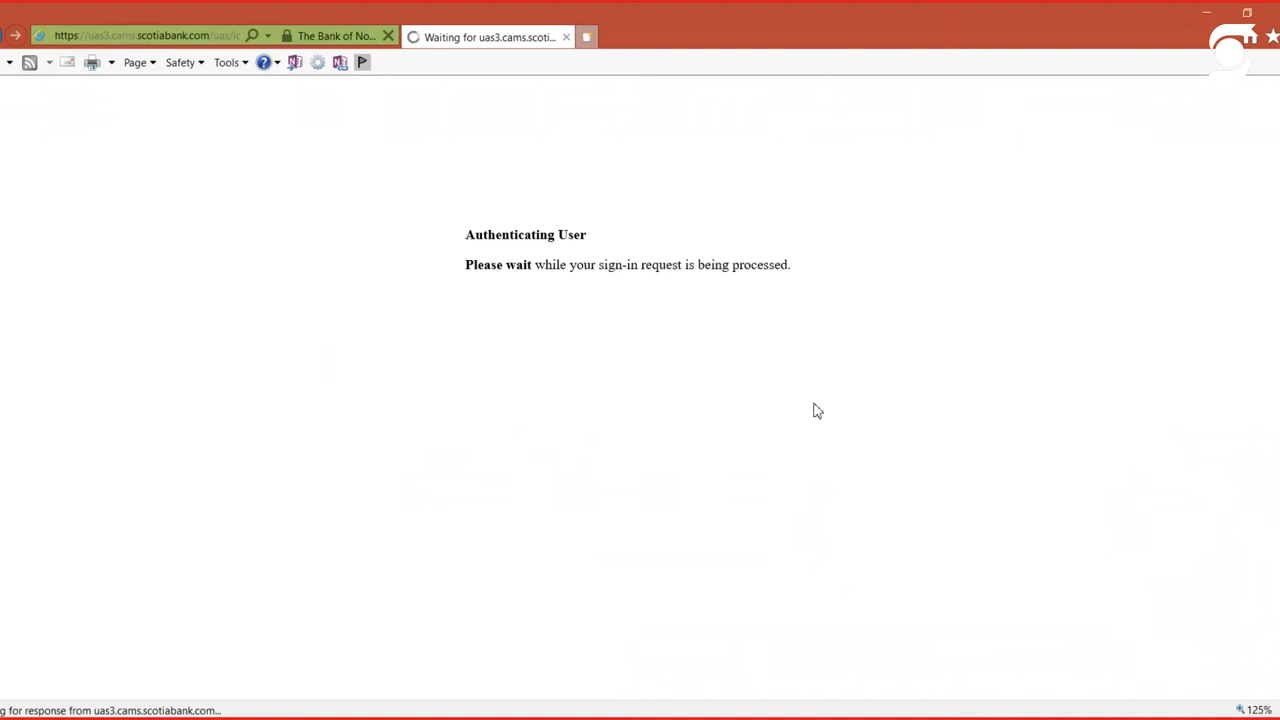 https://uas3.cams.scotiabank.com/uas/ic
The Bank of No...
Waiting for uas3.cams.scoti...
Page
Safety
Tools
Authenticating User
Please wait while your sign-in request is being processed.
g for response from uas3.cams.scotiabank.com...
125%